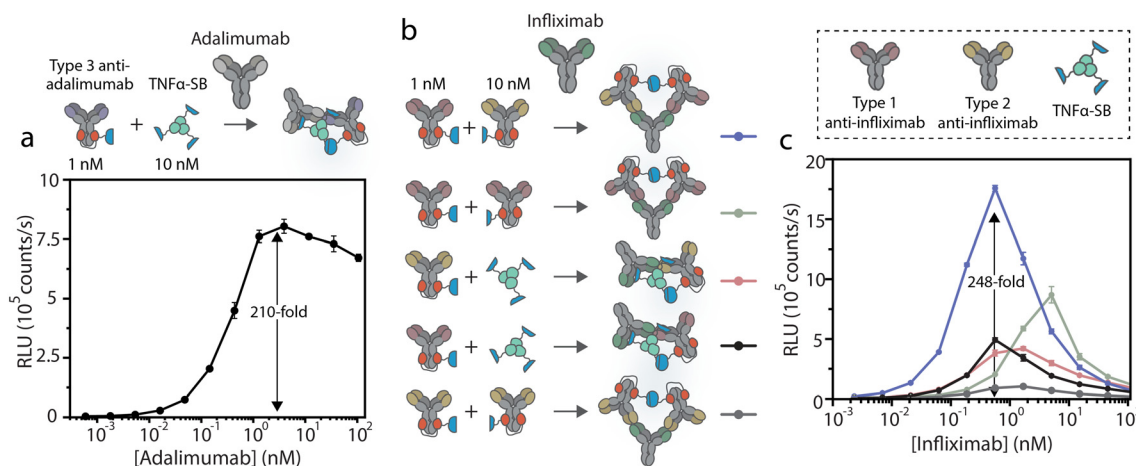 a
Adalimumab
Type 3 anti-
adalimumab
TNFα-SB
+
1 nM
10 nM
10
7.5
5
2.5
0
RLU (10^5 counts/s)
210-fold
10^-3
10^-2
10^-1
10^0
10^1
10^2
[Adalimumab] (nM)
b
Infliximab
1 nM
10 nM
+
+
+
+
+
Type 1
anti-infliximab
Type 2
anti-infliximab
TNFα-SB
c
20
15
10
5
0
RLU (10^5 counts/s)
248-fold
10^-2
10^-1
10^0
10^1
10^2
[Infliximab] (nM)